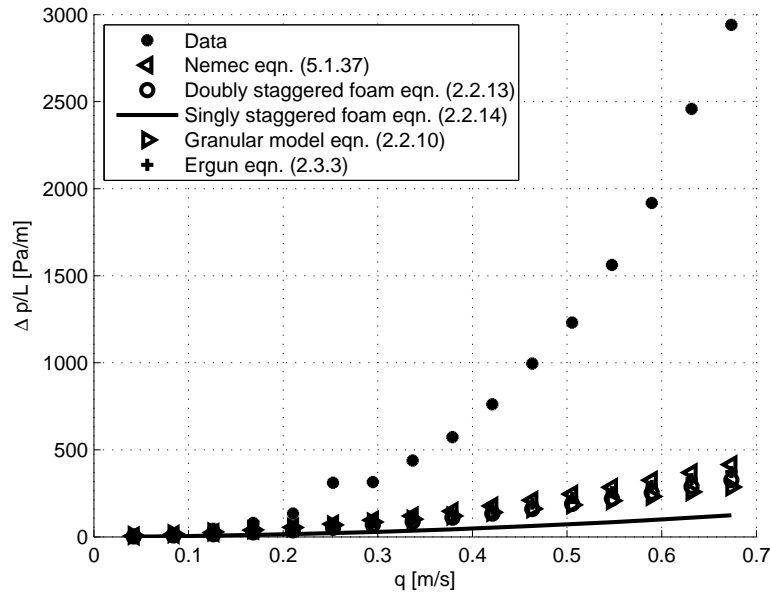 3000
2500
2000
1500
1000
500
0
Δ p/L [Pa/m]
Data
Nemec eqn. (5.1.37)
Doubly staggered foam eqn. (2.2.13)
Singly staggered foam eqn. (2.2.14)
Granular model eqn. (2.2.10)
Ergun eqn. (2.3.3)
0 0.1 0.2 0.3 0.4 0.5 0.6 0.7
q [m/s]